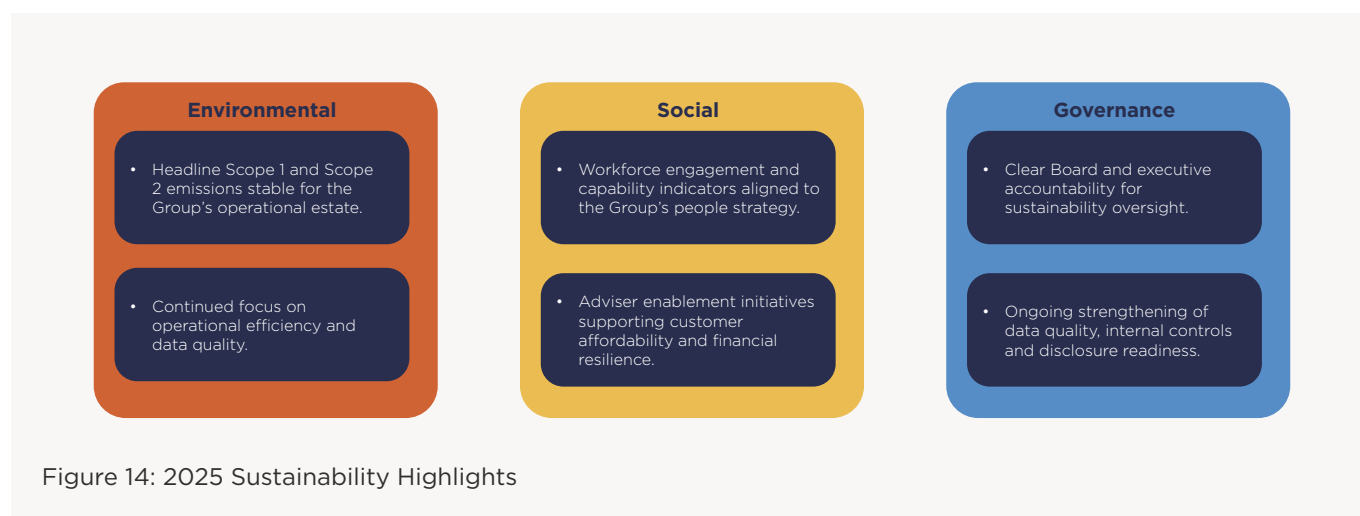 Environmental
• Headline Scope 1 and Scope
2 emissions stable for the
Group’s operational estate.
• Continued focus on
operational efficiency and
data quality.
Social
• Workforce engagement and
capability indicators aligned to
the Group’s people strategy.
• Adviser enablement initiatives
supporting customer
affordability and financial
resilience.
Governance
• Clear Board and executive
accountability for
sustainability oversight.
• Ongoing strengthening of
data quality, internal controls
and disclosure readiness.
Figure 14: 2025 Sustainability Highlights